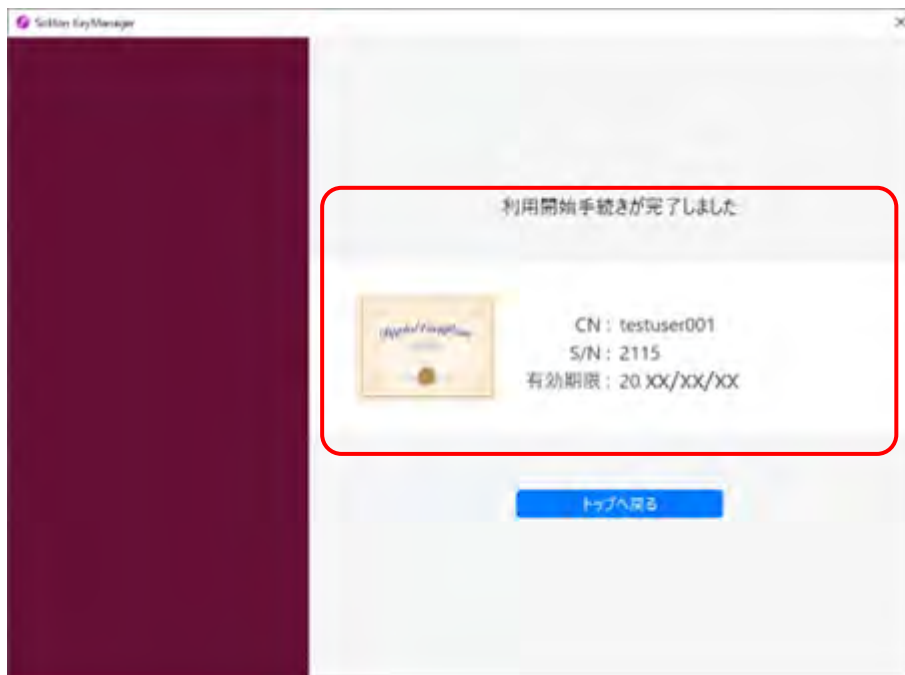 Soliton KeyManager
利用開始手続きが完了しました
CN : testuser001
S/N : 2115
有効期限 : 20 XX/XX/XX
トップへ戻る